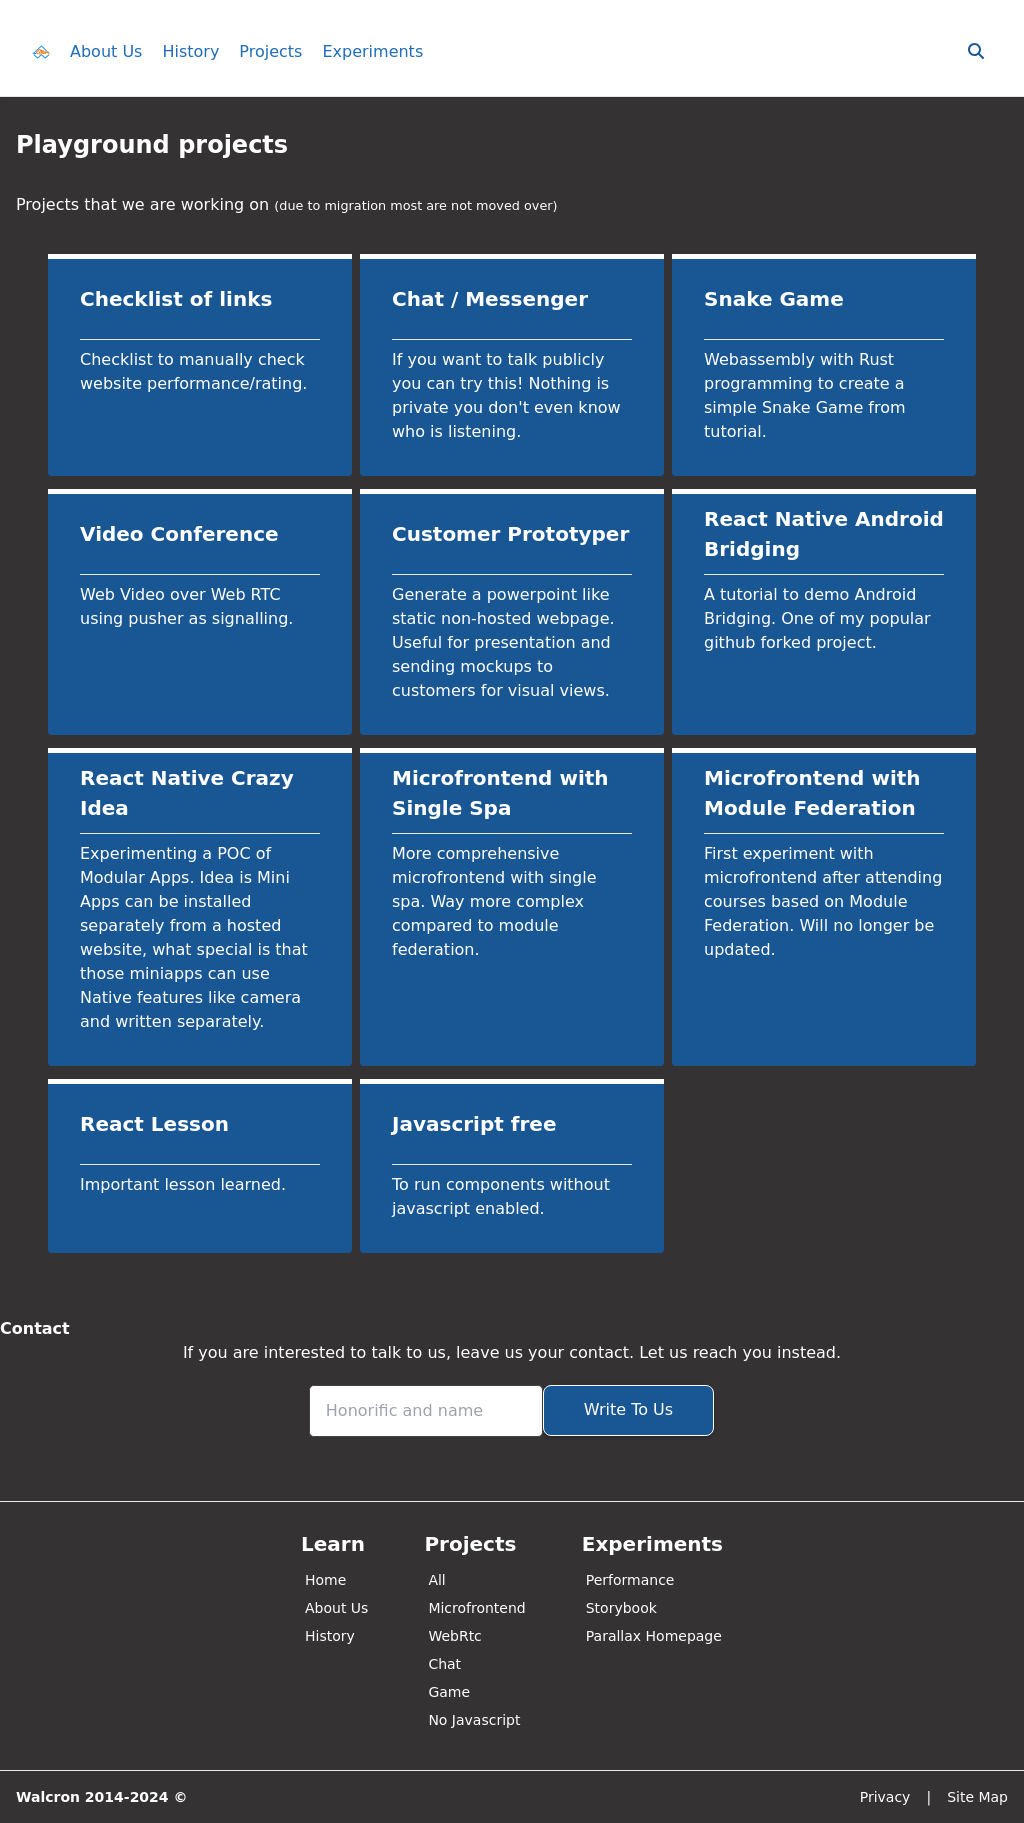 About Us History Projects Experiments
Playground projects
Projects that we are working on (due to migration most are not moved over)
Checklist of links
Checklist to manually check
website performance/rating.
Chat / Messenger
If you want to talk publicly
you can try this! Nothing is
private you don't even know
who is listening.
Snake Game
Webassembly with Rust
programming to create a
simple Snake Game from
tutorial.
Video Conference
Web Video over Web RTC
using pusher as signalling.
Customer Prototyper
Generate a powerpoint like
static non-hosted webpage.
Useful for presentation and
sending mockups to
customers for visual views.
React Native Android
Bridging
A tutorial to demo Android
Bridging. One of my popular
github forked project.
React Native Crazy
Idea
Experimenting a POC of
Modular Apps. Idea is Mini
Apps can be installed
separately from a hosted
website, what special is that
those miniapps can use
Native features like camera
and written separately.
Microfrontend with
Single Spa
More comprehensive
microfrontend with single
spa. Way more complex
compared to module
federation.
Microfrontend with
Module Federation
First experiment with
microfrontend after attending
courses based on Module
Federation. Will no longer be
updated.
React Lesson
Important lesson learned.
Javascript free
To run components without
javascript enabled.
Contact
If you are interested to talk to us, leave us your contact. Let us reach you instead.
Honorific and name
Write To Us
Learn
Home
About Us
History
Projects
All
Microfrontend
WebRtc
Chat
Game
No Javascript
Experiments
Performance
Storybook
Parallax Homepage
Walcron 2014-2024 ©
Privacy | Site Map